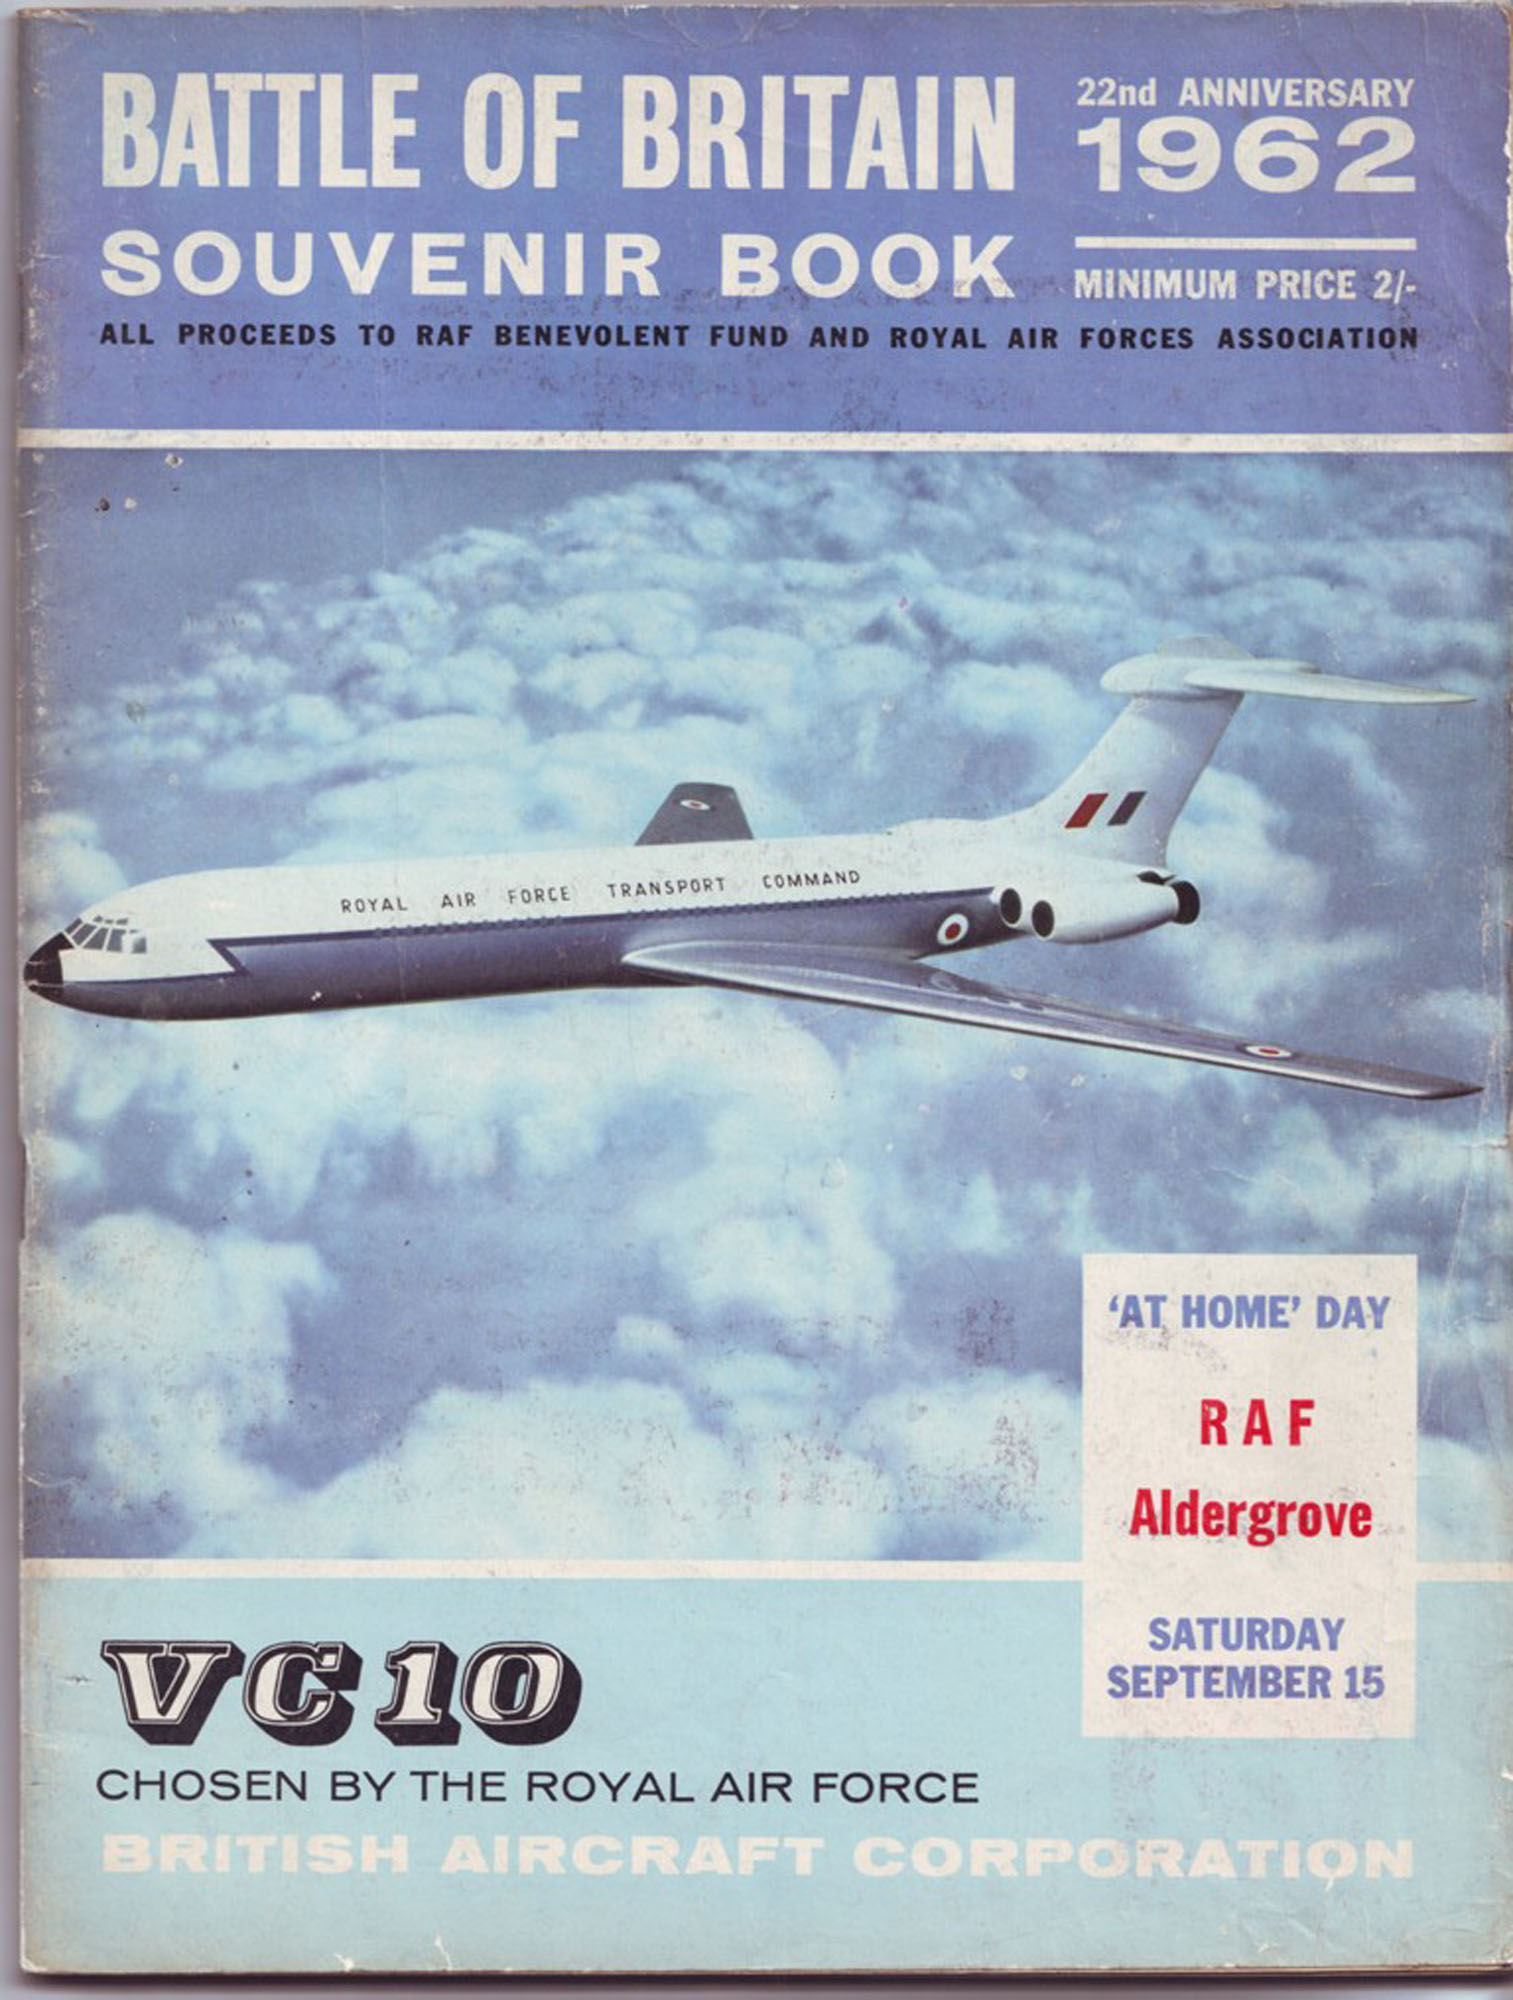 BATTLE OF BRITAIN
SOUVENIR BOOK
22nd ANNIVERSARY
1962
MINIMUM PRICE 2/-
ALL PROCEEDS TO RAF BENEVOLENT FUND AND ROYAL AIR FORCES ASSOCIATION
ROYAL AIR FORCE TRANSPORT COMMAND
'AT HOME' DAY
RAF
Aldergrove
SATURDAY
SEPTEMBER 15
VC10
CHOSEN BY THE ROYAL AIR FORCE
BRITISH AIRCRAFT CORPORATION